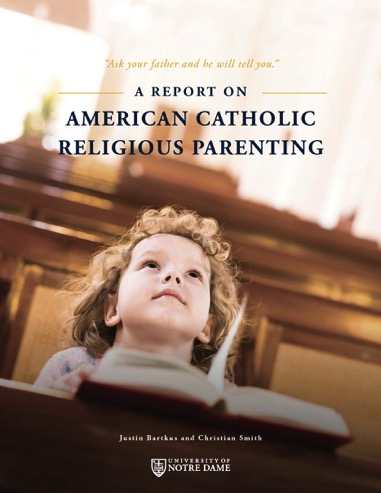 "Ask your father and he will tell you."
A REPORT ON
AMERICAN CATHOLIC
RELIGIOUS PARENTING
Justin Bartkus and Christian Smith
UNIVERSITY OF
NOTRE DAME